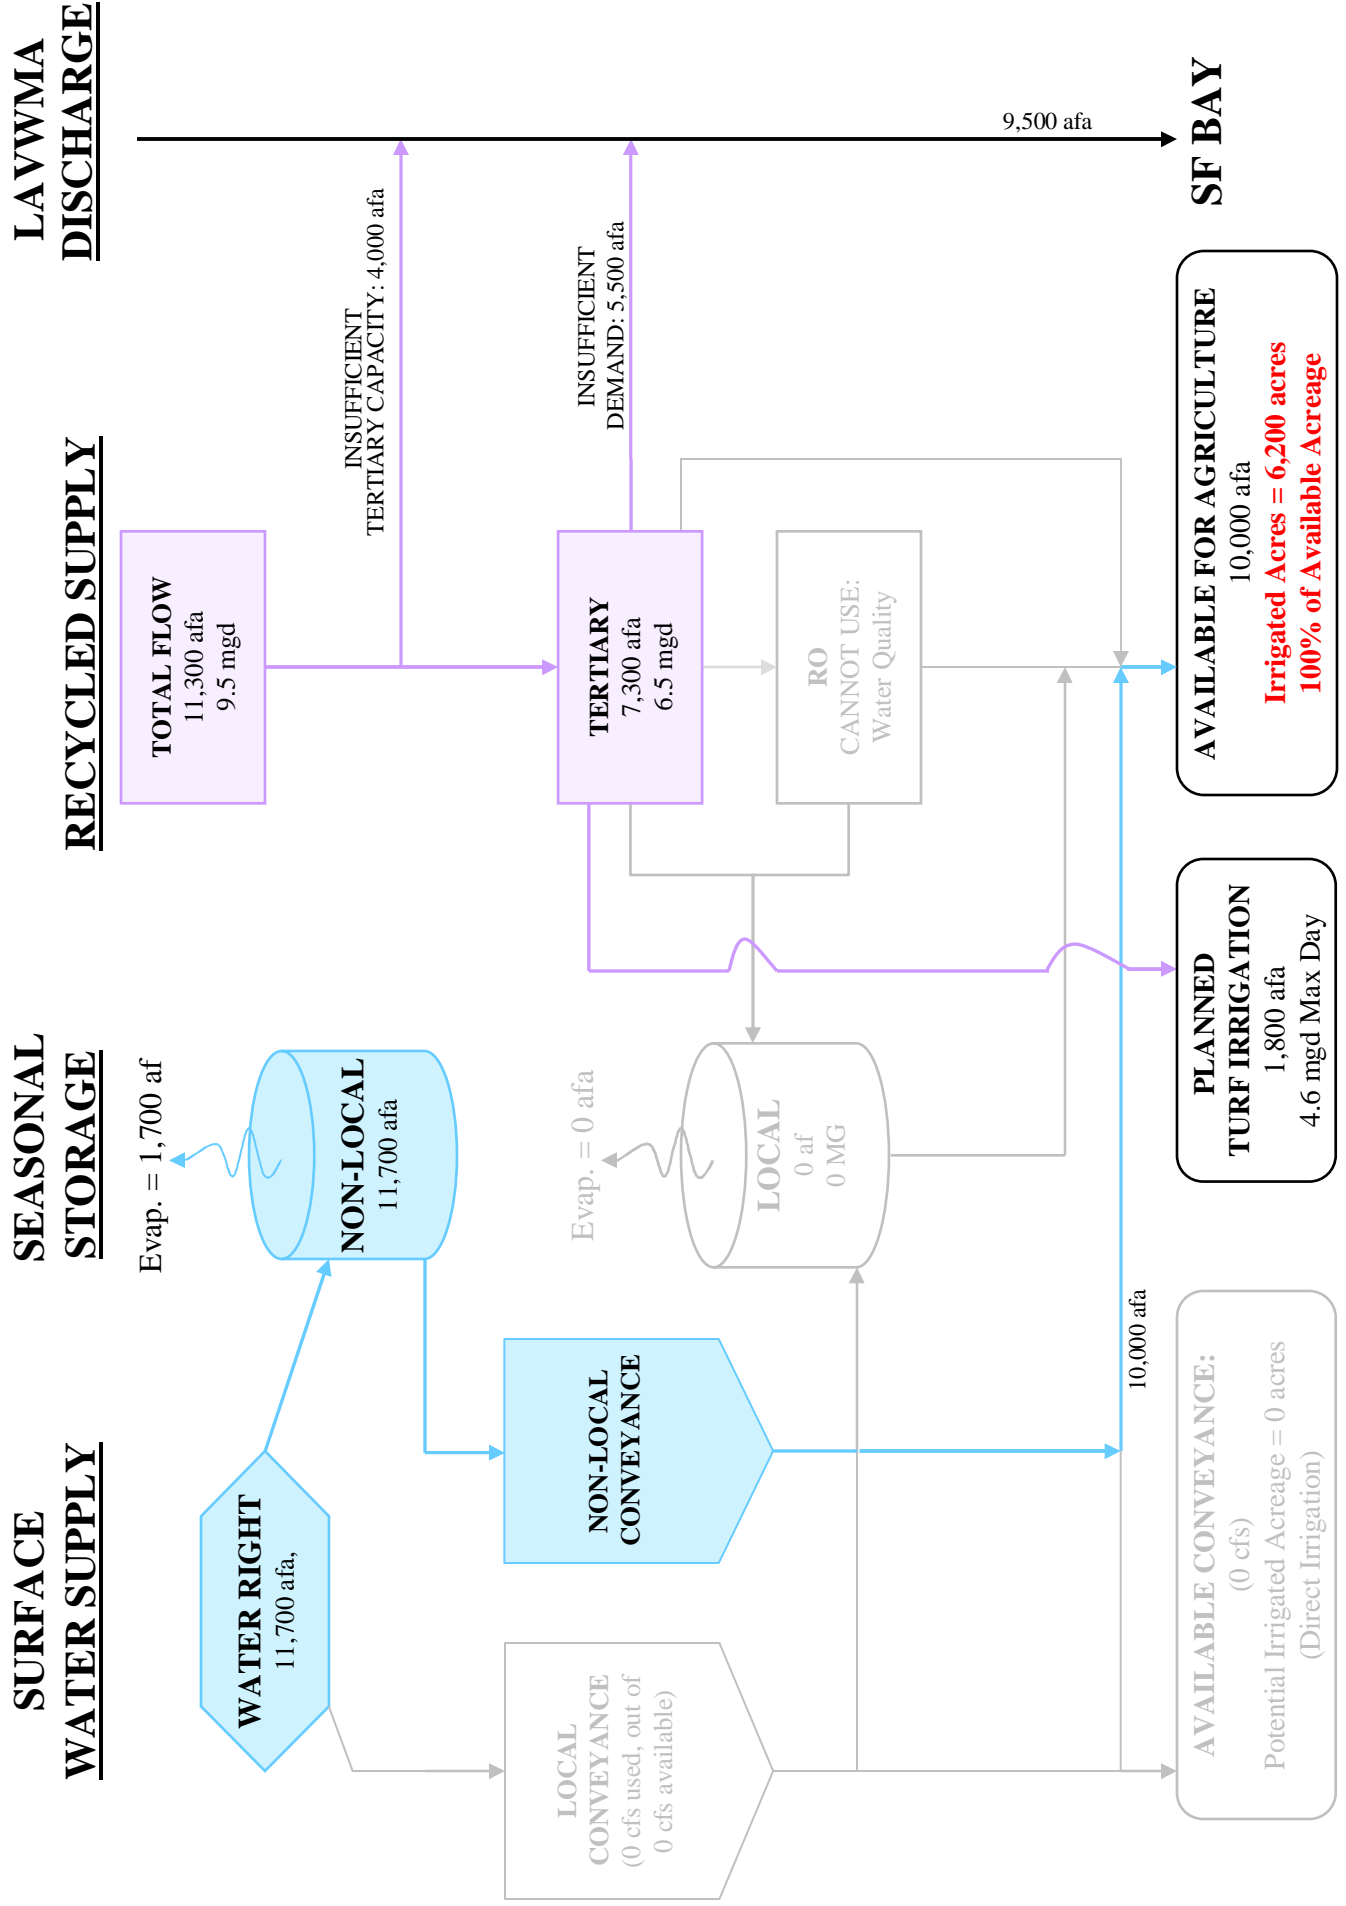 SURFACE
WATER SUPPLY
SEASONAL
STORAGE
RECYCLED SUPPLY
LAVWMA
DISCHARGE
WATER RIGHT
11,700 afa,
Evap. = 1,700 af
NON-LOCAL
11,700 afa
TOTAL FLOW
11,300 afa
9.5 mgd
INSUFFICIENT
TERTIARY CAPACITY: 4,000 afa
LOCAL
CONVEYANCE
(0 cfs used, out of
0 cfs available)
NON-LOCAL
CONVEYANCE
Evap. = 0 afa
LOCAL
0 af
0 MG
TERTIARY
7,300 afa
6.5 mgd
INSUFFICIENT
DEMAND: 5,500 afa
RO
CANNOT USE:
Water Quality
10,000 afa
9,500 afa
AVAILABLE CONVEYANCE:
(0 cfs)
Potential Irrigated Acreage = 0 acres
(Direct Irrigation)
PLANNED
TURF IRRIGATION
1,800 afa
4.6 mgd Max Day
AVAILABLE FOR AGRICULTURE
10,000 afa
Irrigated Acres = 6,200 acres
100% of Available Acreage
SF BAY